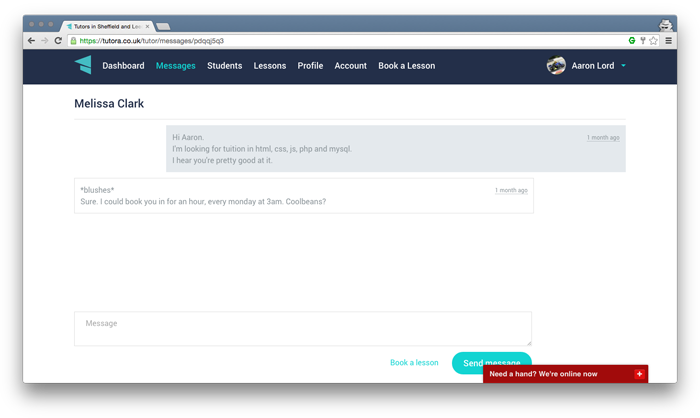 Tutors in Sheffield and Lee
https://tutora.co.uk/tutor/messages/pdqqj5q3
Dashboard Messages Students Lessons Profile Account Book a Lesson Aaron Lord
Melissa Clark
Hi Aaron. 1 month ago
I'm looking for tuition in html, css, js, php and mysql.
I hear you're pretty good at it.
*blushes* 1 month ago
Sure. I could book you in for an hour, every monday at 3am. Coolbeans?
Message
Book a lesson Send message
Need a hand? We're online now